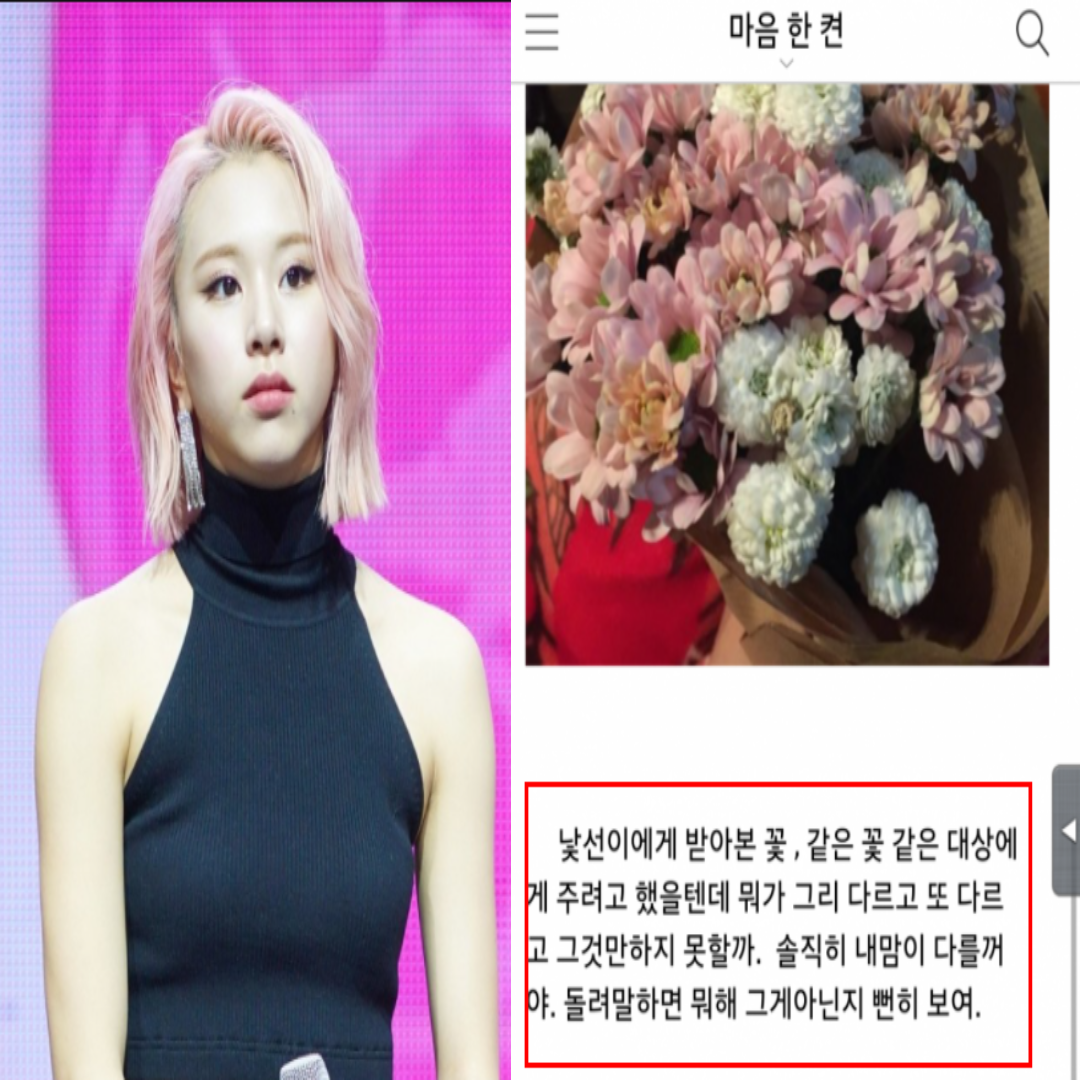 마음 한 켠
낯선이에게 받아본 꽃 , 같은 꽃 같은 대상에
게 주려고 했을텐데 뭐가 그리 다르고 또 다르
고 그것만하지 못할까. 솔직히 내맘이 다를꺼
야. 돌려말하면 뭐해 그게아닌지 뻔히 보여.